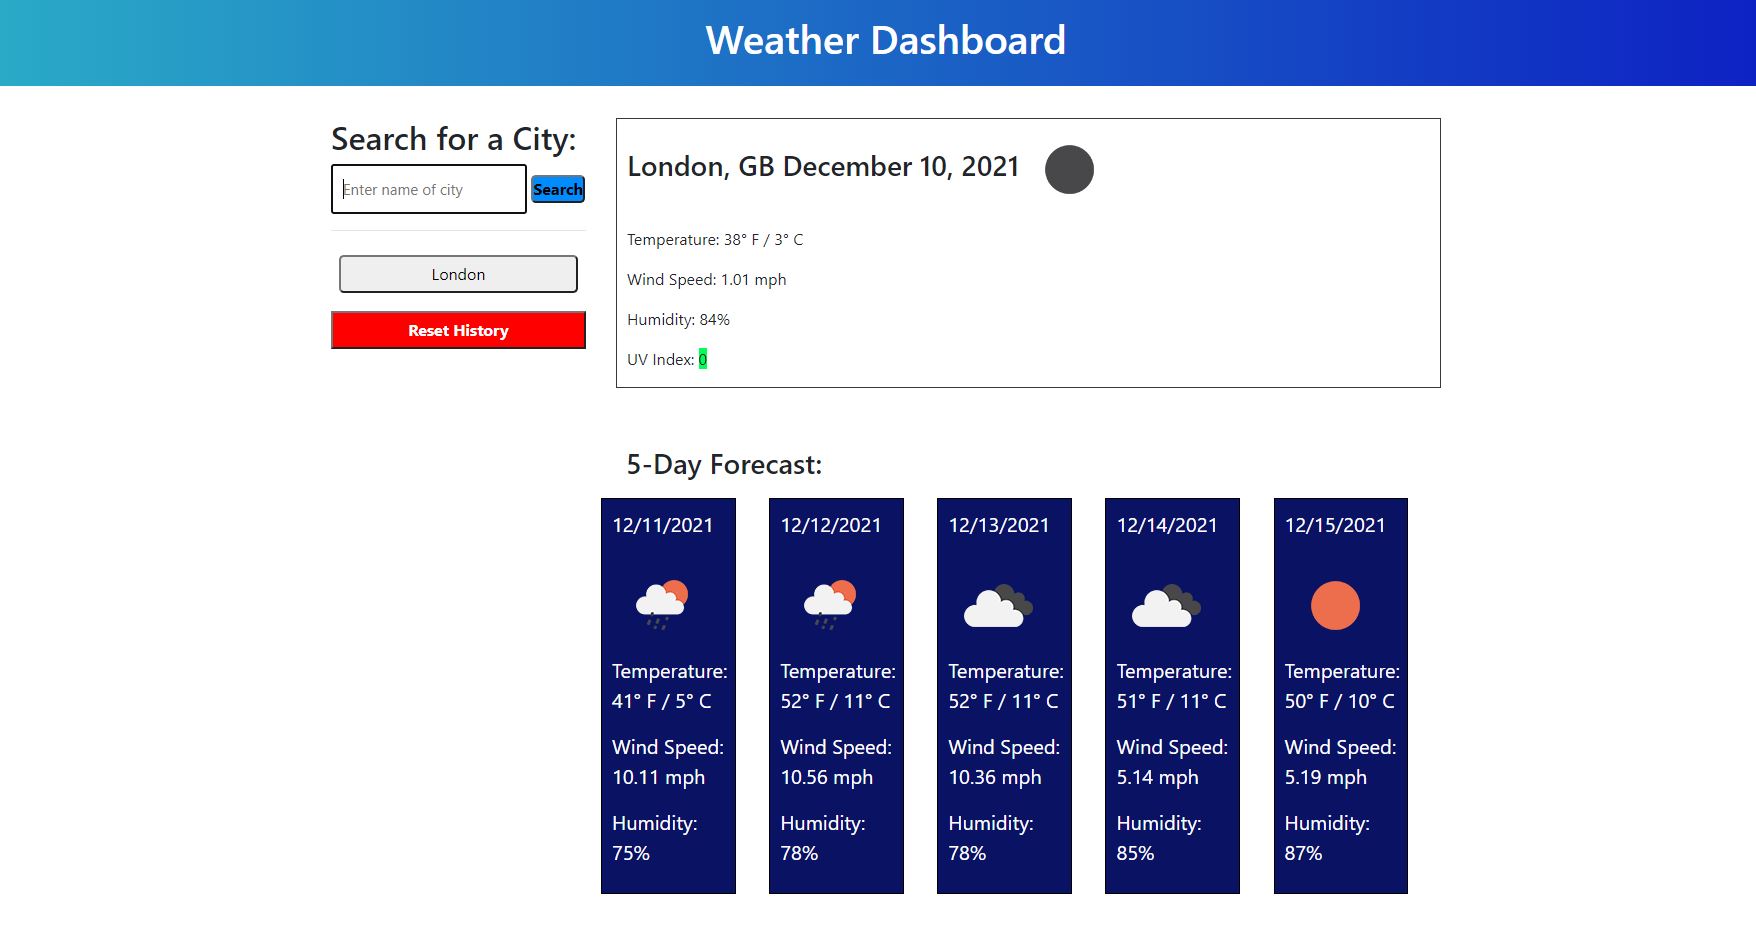 Weather Dashboard
Search for a City:
Enter name of city
Search
London
Reset History
London, GB December 10, 2021
Temperature: 38° F / 3° C
Wind Speed: 1.01 mph
Humidity: 84%
UV Index: 0
5-Day Forecast:
12/11/2021
Temperature:
41° F / 5° C
Wind Speed:
10.11 mph
Humidity:
75%
12/12/2021
Temperature:
52° F / 11° C
Wind Speed:
10.56 mph
Humidity:
78%
12/13/2021
Temperature:
52° F / 11° C
Wind Speed:
10.36 mph
Humidity:
78%
12/14/2021
Temperature:
51° F / 11° C
Wind Speed:
5.14 mph
Humidity:
85%
12/15/2021
Temperature:
50° F / 10° C
Wind Speed:
5.19 mph
Humidity:
87%